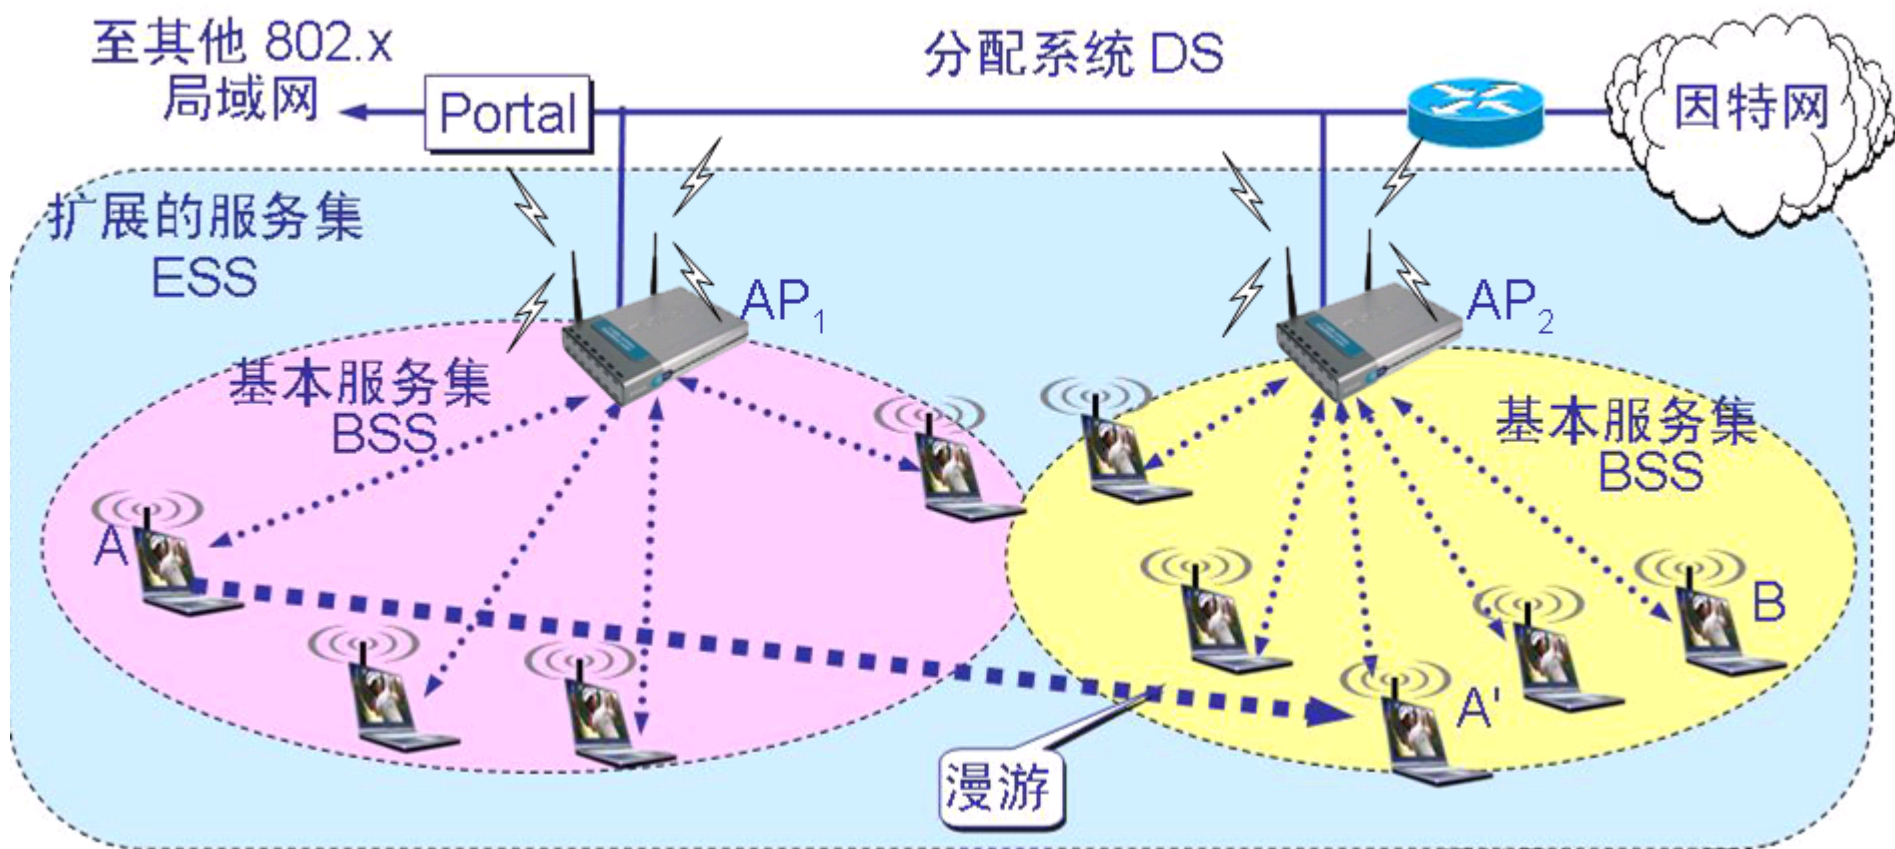 至其他 802.x
局域网
Portal
分配系统 DS
因特网
扩展的服务集
ESS
AP1
AP2
基本服务集
BSS
基本服务集
BSS
A
B
A'
漫游